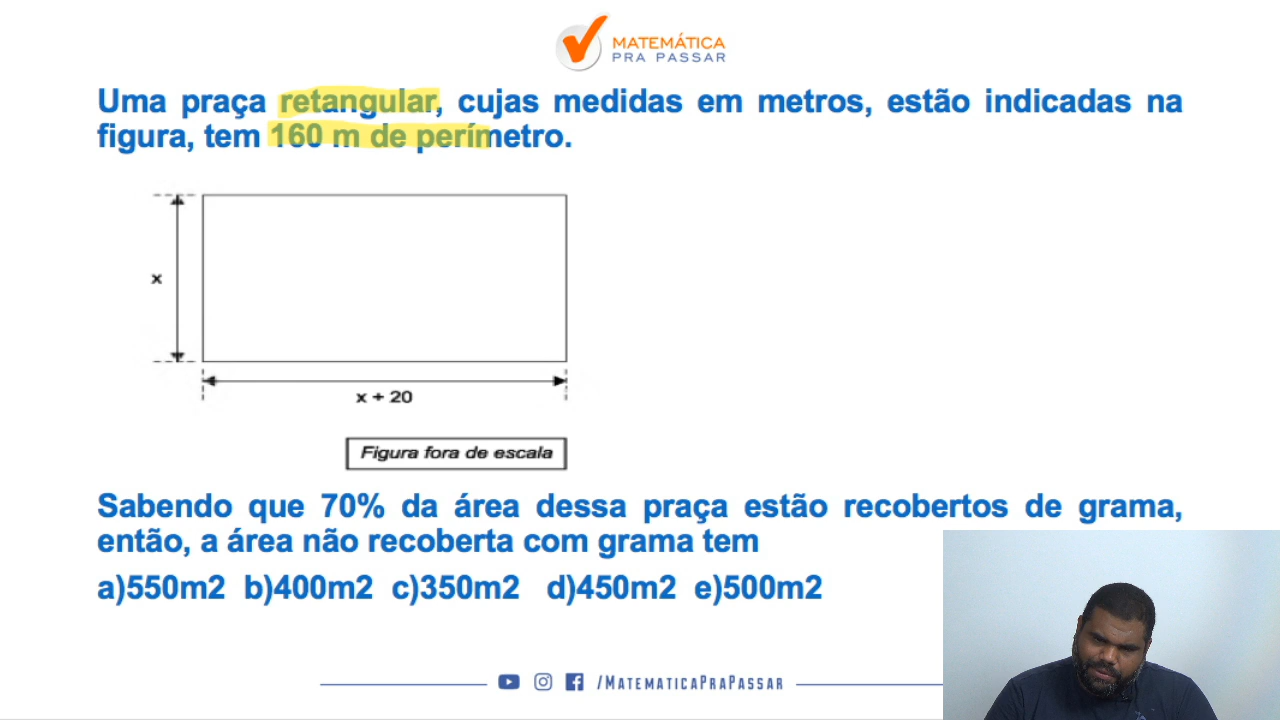 MATEMÁTICA
PRA PASSAR
Uma praça retangular, cujas medidas em metros, estão indicadas na
figura, tem 160 m de perímetro.
x
x + 20
Figura fora de escala
Sabendo que 70% da área dessa praça estão recobertos de grama,
então, a área não recoberta com grama tem
a)550m2 b)400m2 c)350m2 d)450m2 e)500m2
/MATEMATICAPRAPASSAR